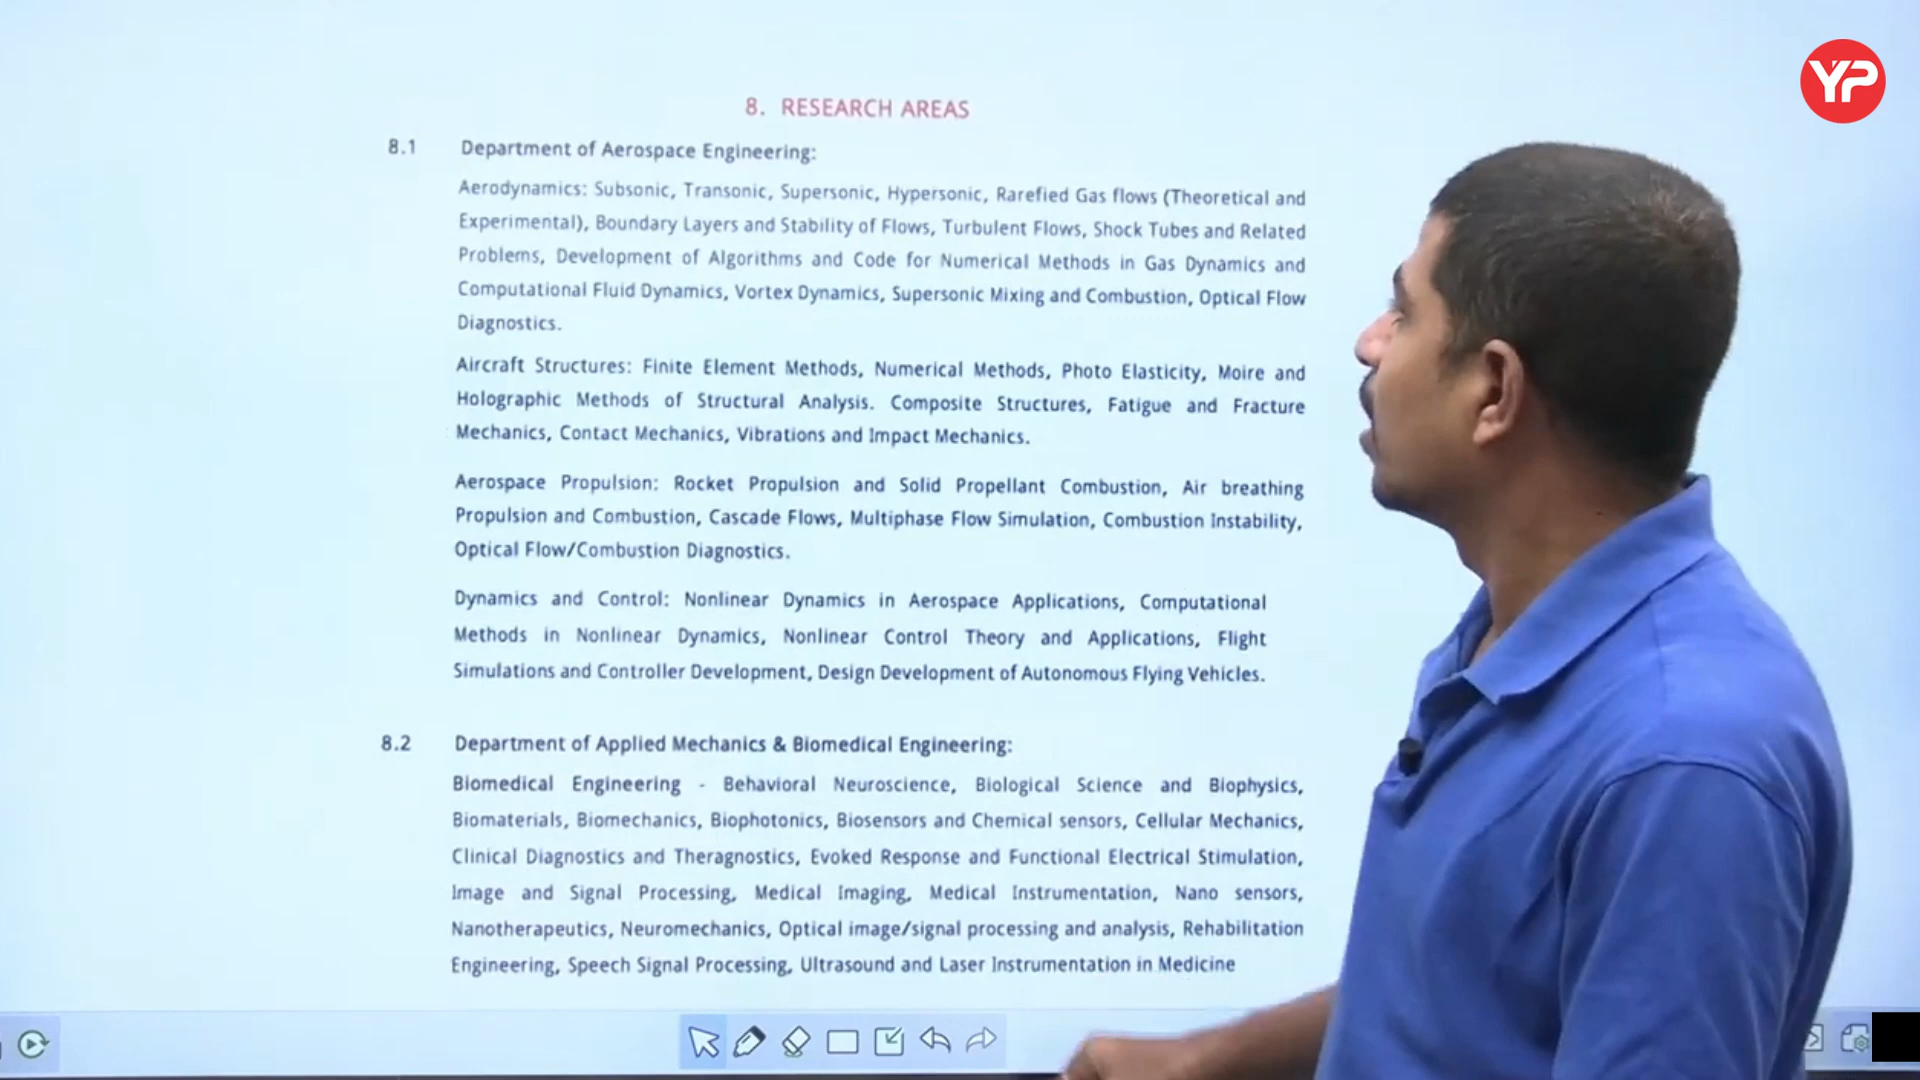 YP
8. RESEARCH AREAS
8.1 Department of Aerospace Engineering:
Aerodynamics: Subsonic, Transonic, Supersonic, Hypersonic, Rarefied Gas flows (Theoretical and
Experimental), Boundary Layers and Stability of Flows, Turbulent Flows, Shock Tubes and Related
Problems, Development of Algorithms and Code for Numerical Methods in Gas Dynamics and
Computational Fluid Dynamics, Vortex Dynamics, Supersonic Mixing and Combustion, Optical Flow
Diagnostics.
Aircraft Structures: Finite Element Methods, Numerical Methods, Photo Elasticity, Moire and
Holographic Methods of Structural Analysis. Composite Structures, Fatigue and Fracture
Mechanics, Contact Mechanics, Vibrations and Impact Mechanics.
Aerospace Propulsion: Rocket Propulsion and Solid Propellant Combustion, Air breathing
Propulsion and Combustion, Cascade Flows, Multiphase Flow Simulation, Combustion Instability,
Optical Flow/Combustion Diagnostics.
Dynamics and Control: Nonlinear Dynamics in Aerospace Applications, Computational
Methods in Nonlinear Dynamics, Nonlinear Control Theory and Applications, Flight
Simulations and Controller Development, Design Development of Autonomous Flying Vehicles.
8.2 Department of Applied Mechanics & Biomedical Engineering:
Biomedical Engineering - Behavioral Neuroscience, Biological Science and Biophysics,
Biomaterials, Biomechanics, Biophotonics, Biosensors and Chemical sensors, Cellular Mechanics,
Clinical Diagnostics and Theragnostics, Evoked Response and Functional Electrical Stimulation,
Image and Signal Processing, Medical Imaging, Medical Instrumentation, Nano sensors,
Nanotherapeutics, Neuromechanics, Optical image/signal processing and analysis, Rehabilitation
Engineering, Speech Signal Processing, Ultrasound and Laser Instrumentation in Medicine